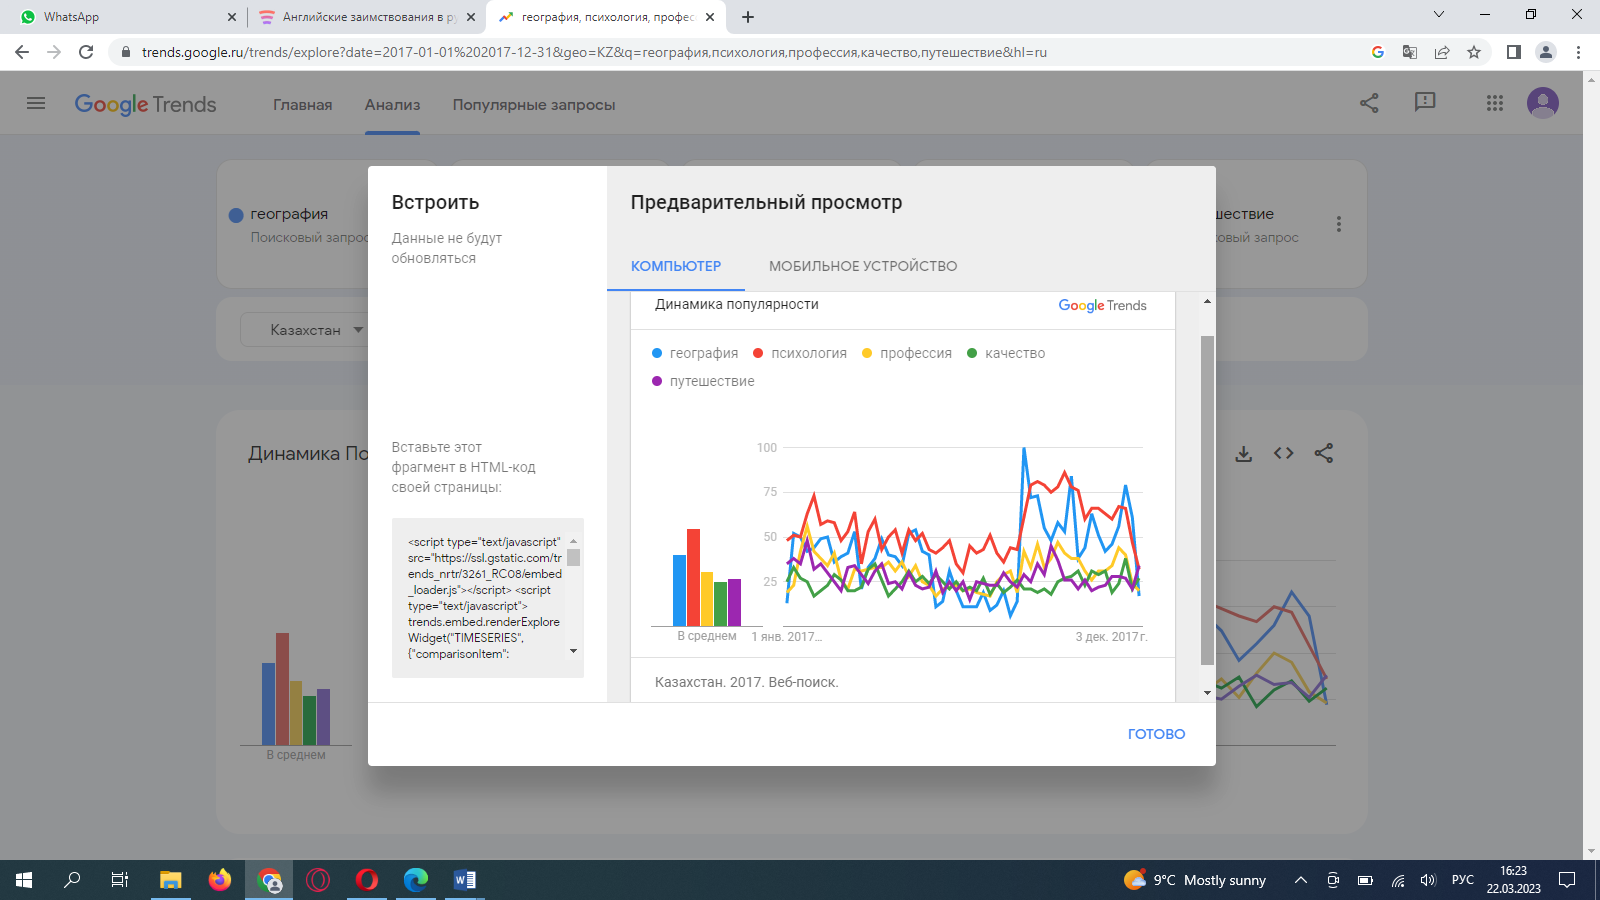 WhatsApp
Английские заимствования в ру
география, психология, профес
trends.google.ru/trends/explore?date=2017-01-01%202017-12-31&geo=KZ&q=география,психология,профессия,качество,путешествие&hl=ru
Google Trends
Главная
Анализ
Популярные запросы
география
Поисковый запрос
шествие
овый запрос
Казахстан
Динамика По
В среднем
Встроить
Данные не будут
обновляться
Вставьте этот
фрагмент в HTML-код
своей страницы:
<script type="text/javascript"
src="https://ssl.gstatic.com/tr
ends_nrtr/3261_RC08/embed
_loader.js"></script> <script
type="text/javascript">
trends.embed.renderExplore
Widget("TIMESERIES",
{"comparisonItem":
Предварительный просмотр
КОМПЬЮТЕР
МОБИЛЬНОЕ УСТРОЙСТВО
Динамика популярности
Google Trends
география
психология
профессия
качество
путешествие
100
75
50
25
В среднем
1 янв. 2017…
3 дек. 2017 г.
Казахстан. 2017. Веб-поиск.
ГОТОВО
9°C Mostly sunny
РУС
16:23
22.03.2023